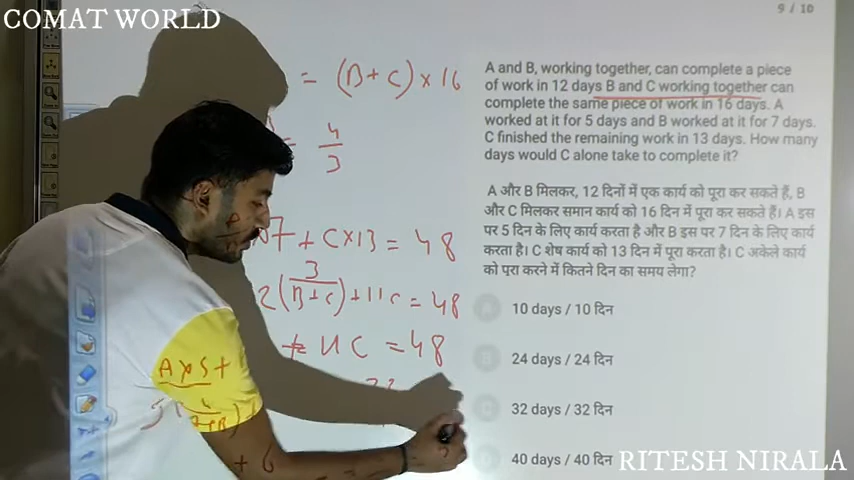 COMAT WORLD
9 / 10
= (B+C)×16
= 4/3
7 + C×13 = 48
2(B+C)+11C = 48
11C = 48
A×5+
A and B, working together, can complete a piece
of work in 12 days B and C working together can
complete the same piece of work in 16 days. A
worked at it for 5 days and B worked at it for 7 days.
C finished the remaining work in 13 days. How many
days would C alone take to complete it?
A और B मिलकर, 12 दिनों में एक कार्य को पूरा कर सकते हैं, B
और C मिलकर समान कार्य को 16 दिन में पूरा कर सकते हैं। A इस
पर 5 दिन के लिए कार्य करता है और B इस पर 7 दिन के लिए कार्य
करता है। C शेष कार्य को 13 दिन में पूरा करता है। C अकेले कार्य
को पूरा करने में कितने दिन का समय लेगा?
A 10 days / 10 दिन
B 24 days / 24 दिन
C 32 days / 32 दिन
40 days / 40 दिन
RITESH NIRALA